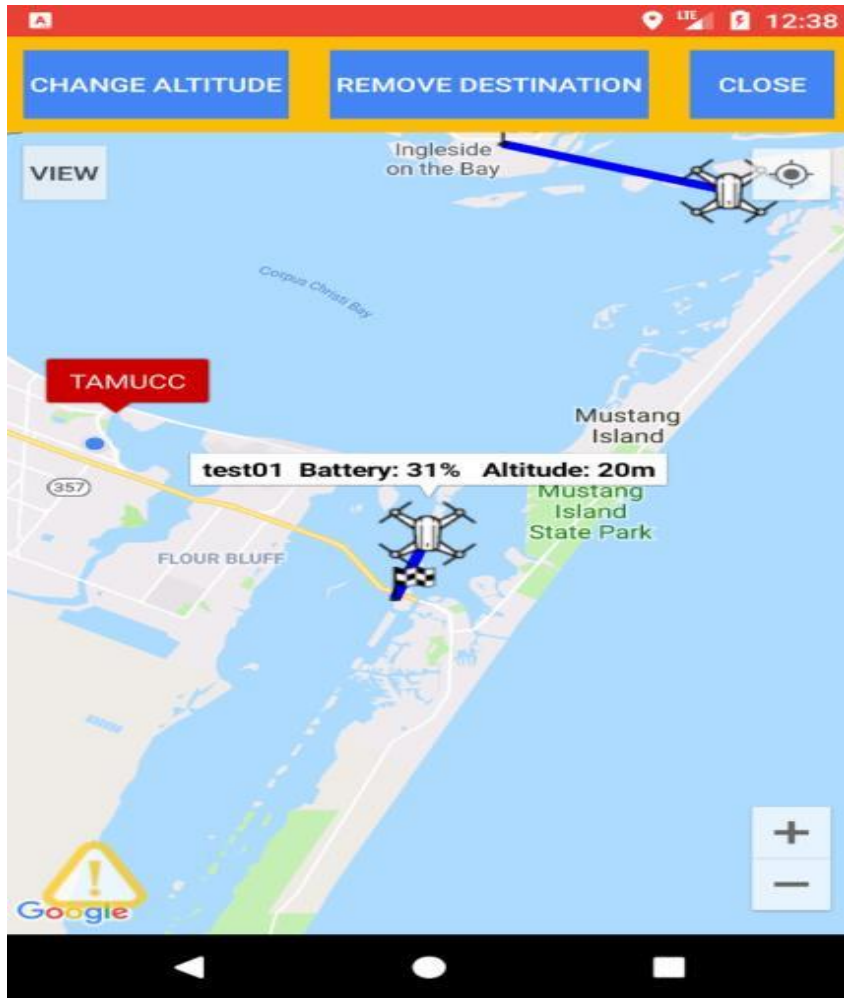 A
LTE
12:38
CHANGE ALTITUDE
REMOVE DESTINATION
CLOSE
VIEW
Ingleside
on the Bay
Corpus Christi Bay
TAMUCC
Mustang
Island
test01 Battery: 31% Altitude: 20m
357
Mustang
Island
State Park
FLOUR BLUFF
Google